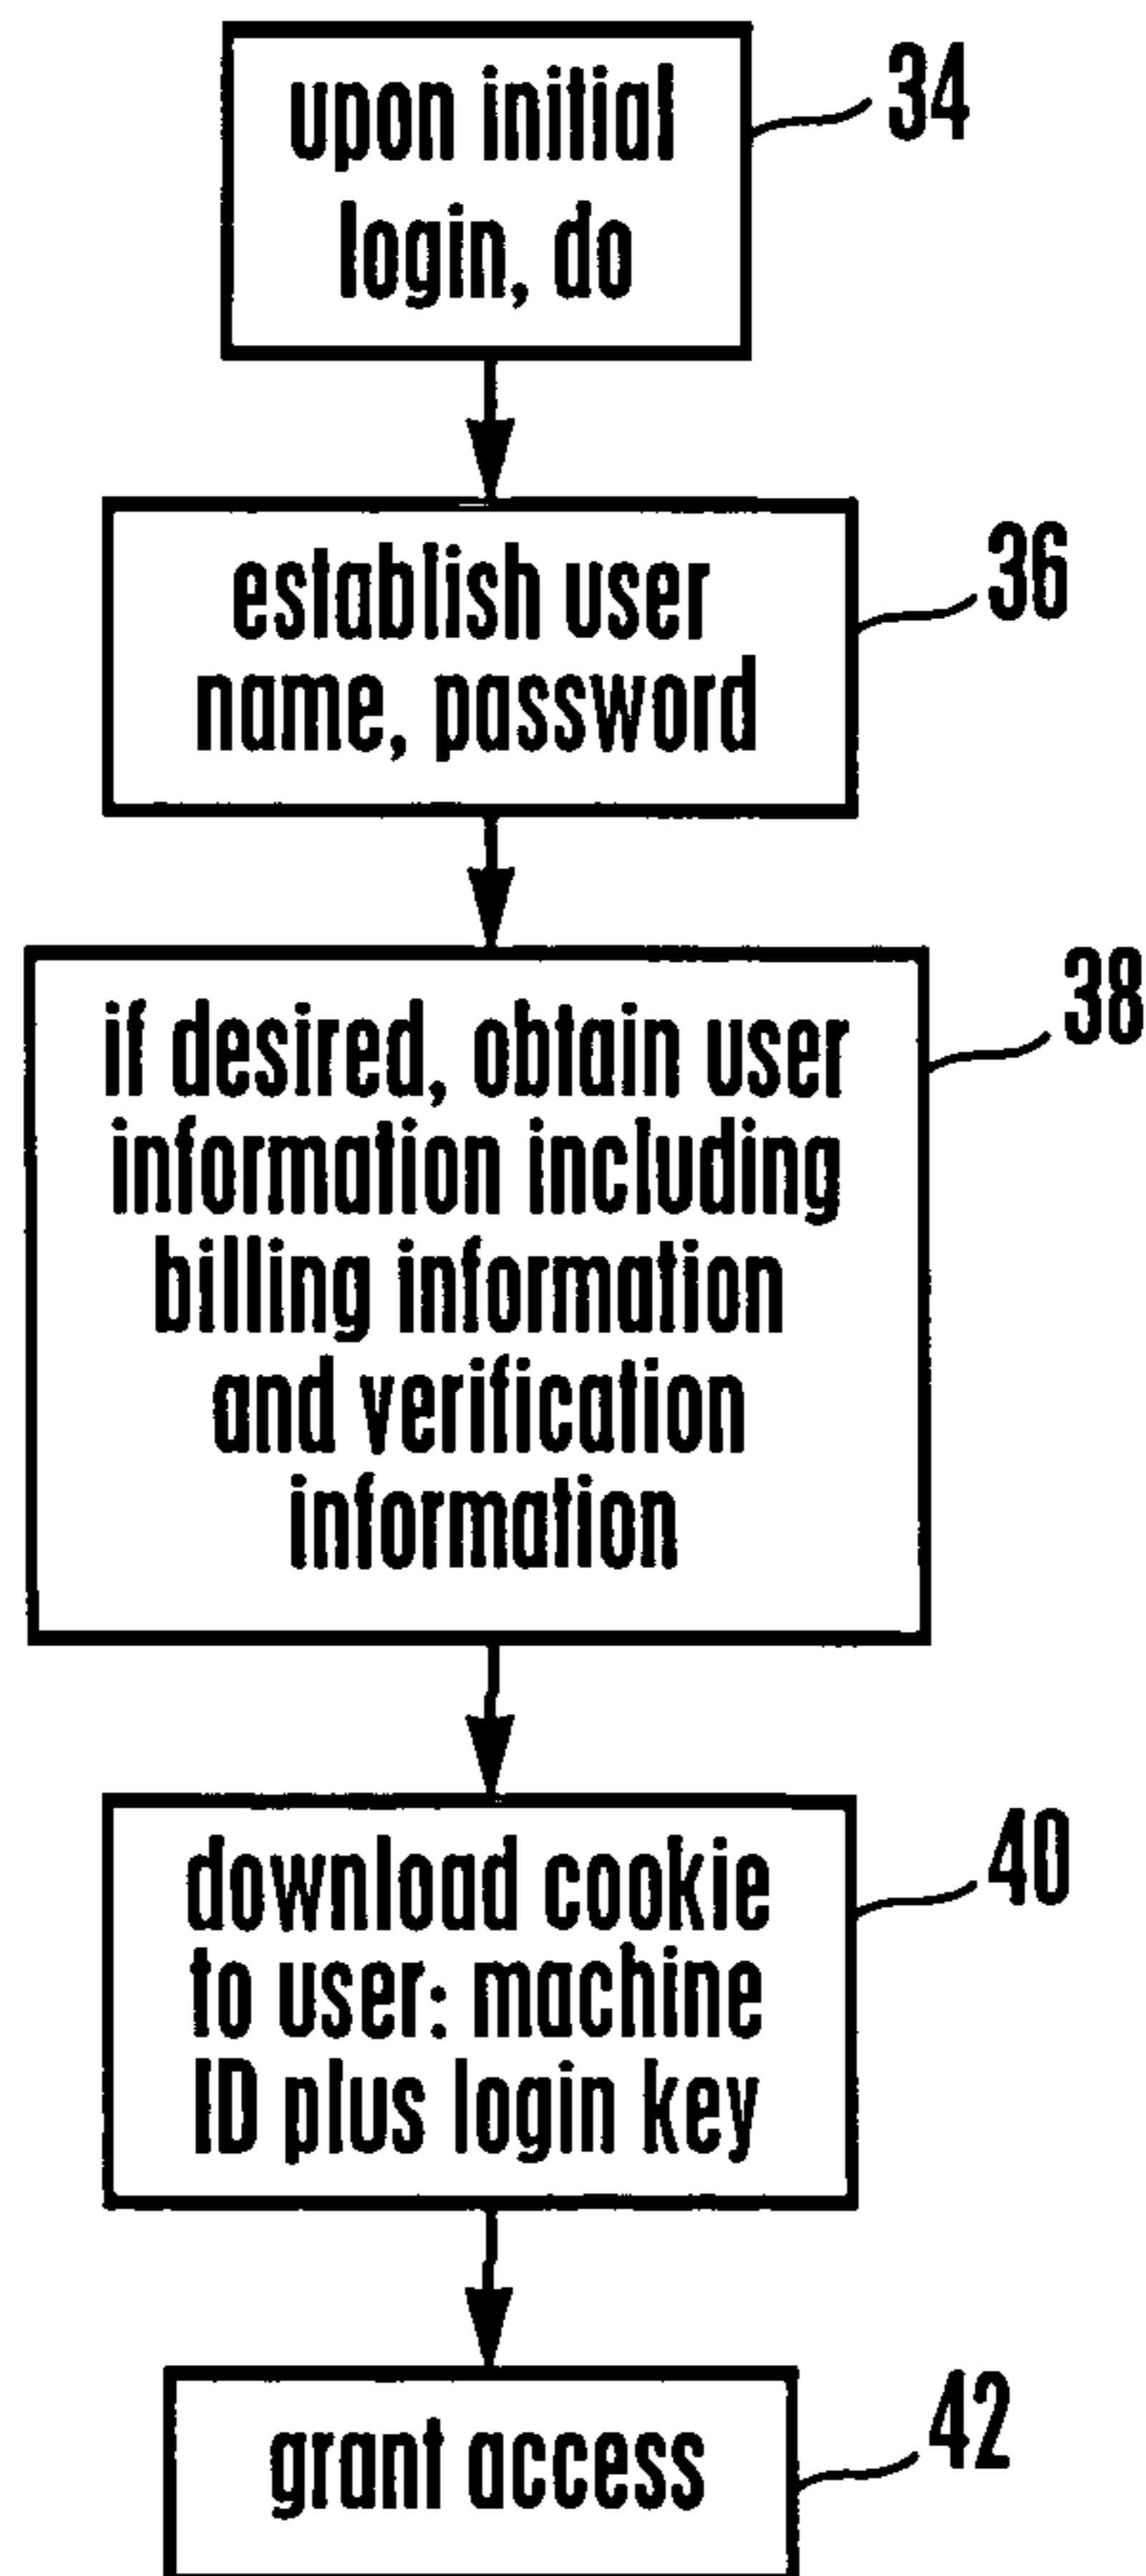 upon initial
login, do
34
establish user
name, password
36
if desired, obtain user
information including
billing information
and verification
information
38
download cookie
to user: machine
ID plus login key
40
grant access
42